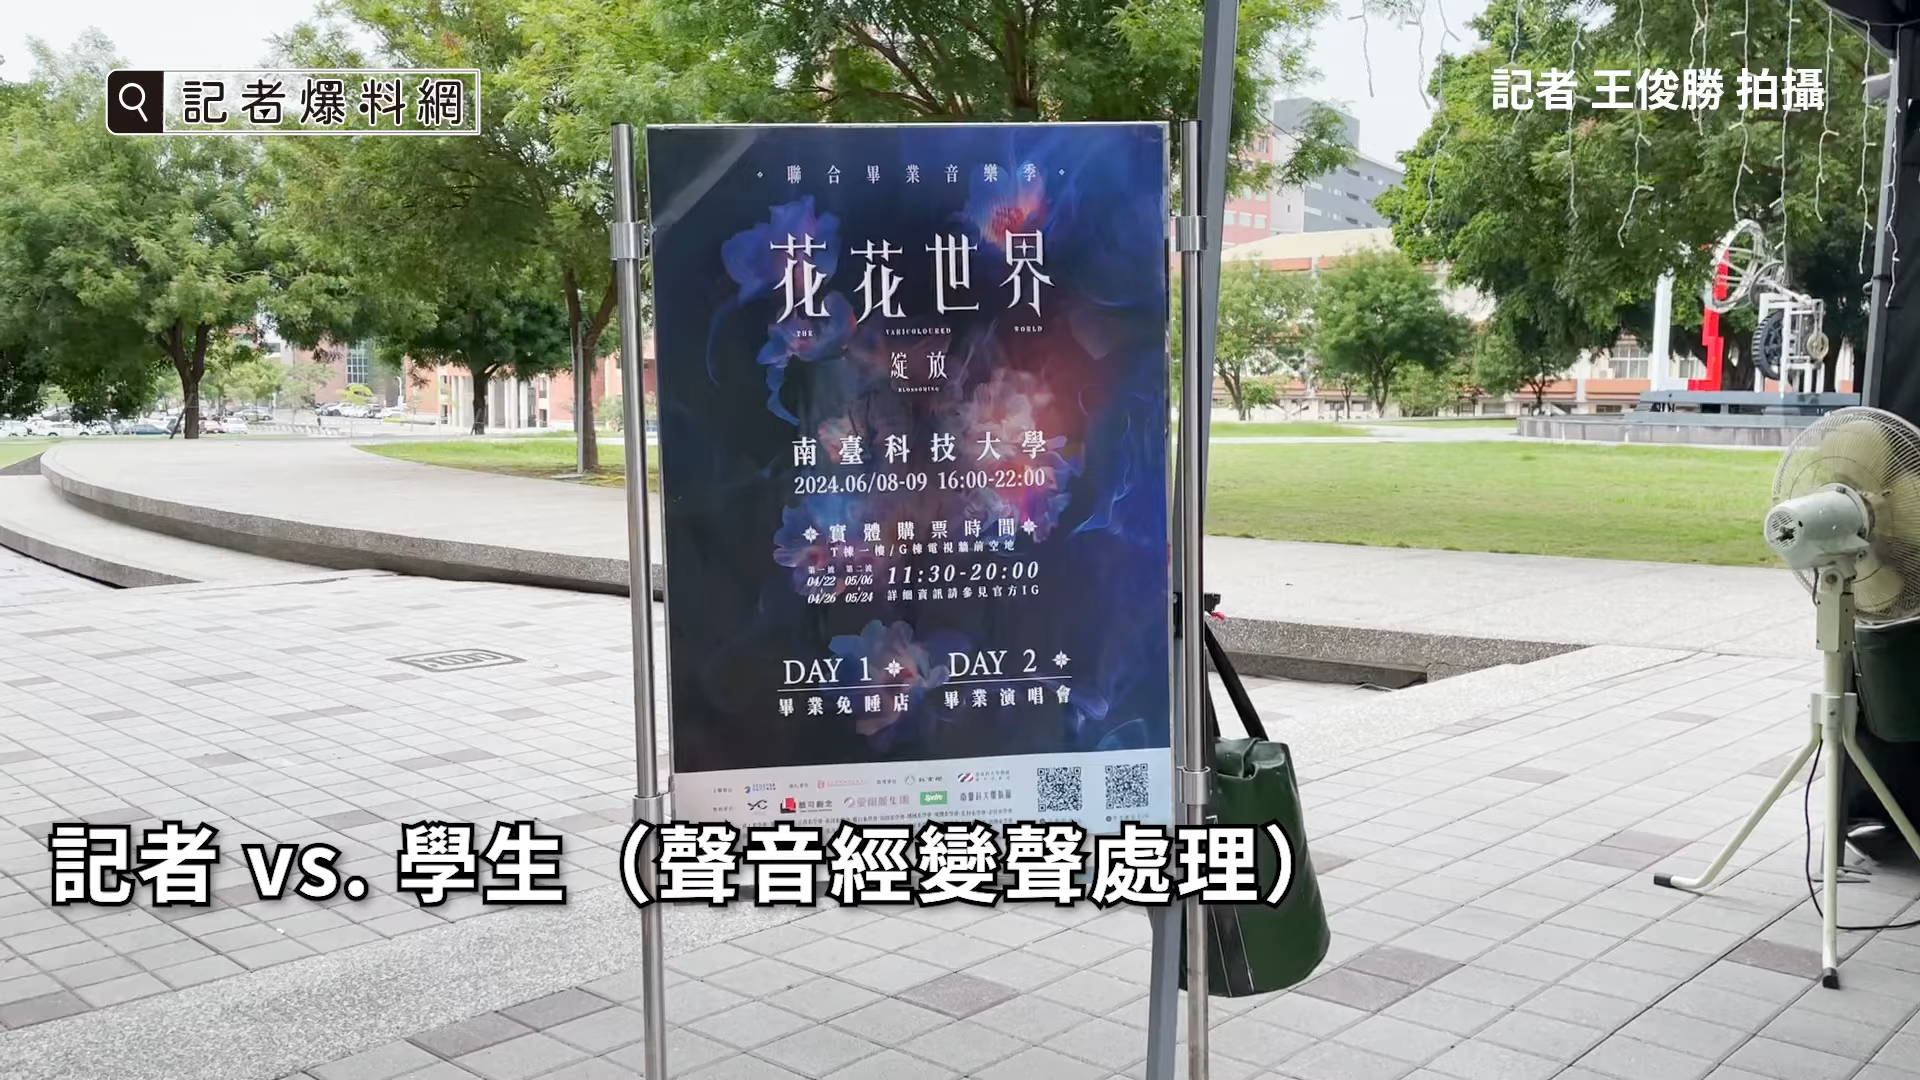 記者爆料網
記者 王俊勝 拍攝
聯合畢業音樂季
花花世界
THE VARICOLOURED WORLD
綻放
BLOSSOMING
南臺科技大學
2024.06/08-09 16:00-22:00
實體購票時間
T棟一樓/G棟電視牆前空地
第一波 第二波
04/22 05/06 11:30-20:00
04/26 05/24 詳細資訊請參見官方IG
DAY 1 DAY 2
畢業免睡店 畢業演唱會
Sprite
記者 vs. 學生（聲音經變聲處理）